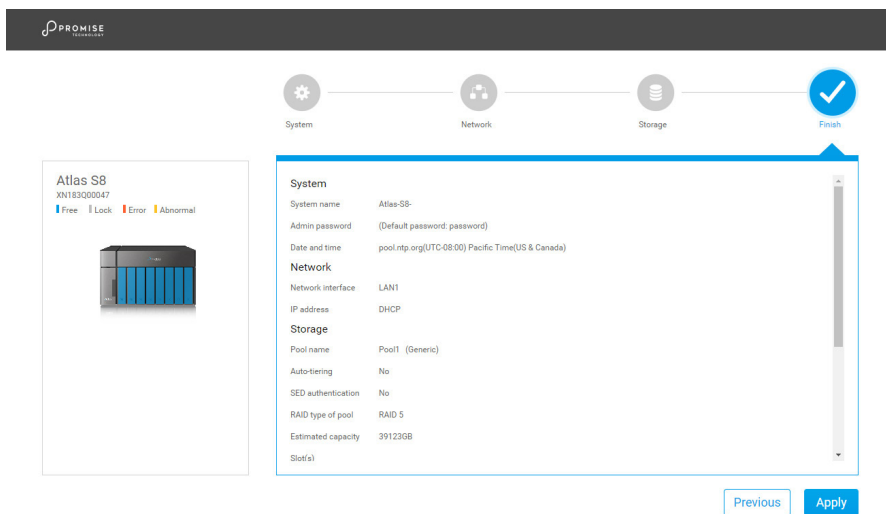 PROMISE
TECHNOLOGY
System
Network
Storage
Finish
Atlas S8
XN183Q00047
Free Lock Error Abnormal
System
System name Atlas-S8-
Admin password (Default password: password)
Date and time pool.ntp.org(UTC-08:00) Pacific Time(US & Canada)
Network
Network interface LAN1
IP address DHCP
Storage
Pool name Pool1 (Generic)
Auto-tiering No
SED authentication No
RAID type of pool RAID 5
Estimated capacity 39123GB
Slot(s)
Previous
Apply